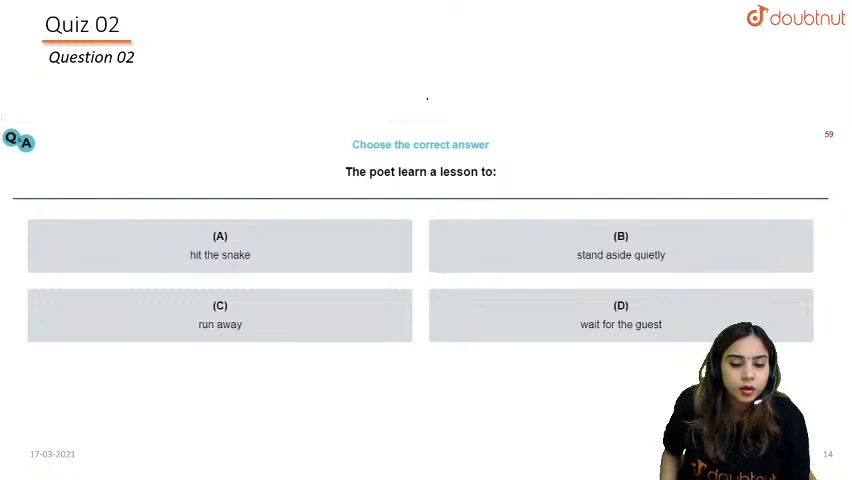 Quiz 02
doubtnut
Question 02
Q A
59
Choose the correct answer
The poet learn a lesson to:
(A)
hit the snake
(B)
stand aside quietly
(C)
run away
(D)
wait for the guest
doubtnut
17-03-2021
14